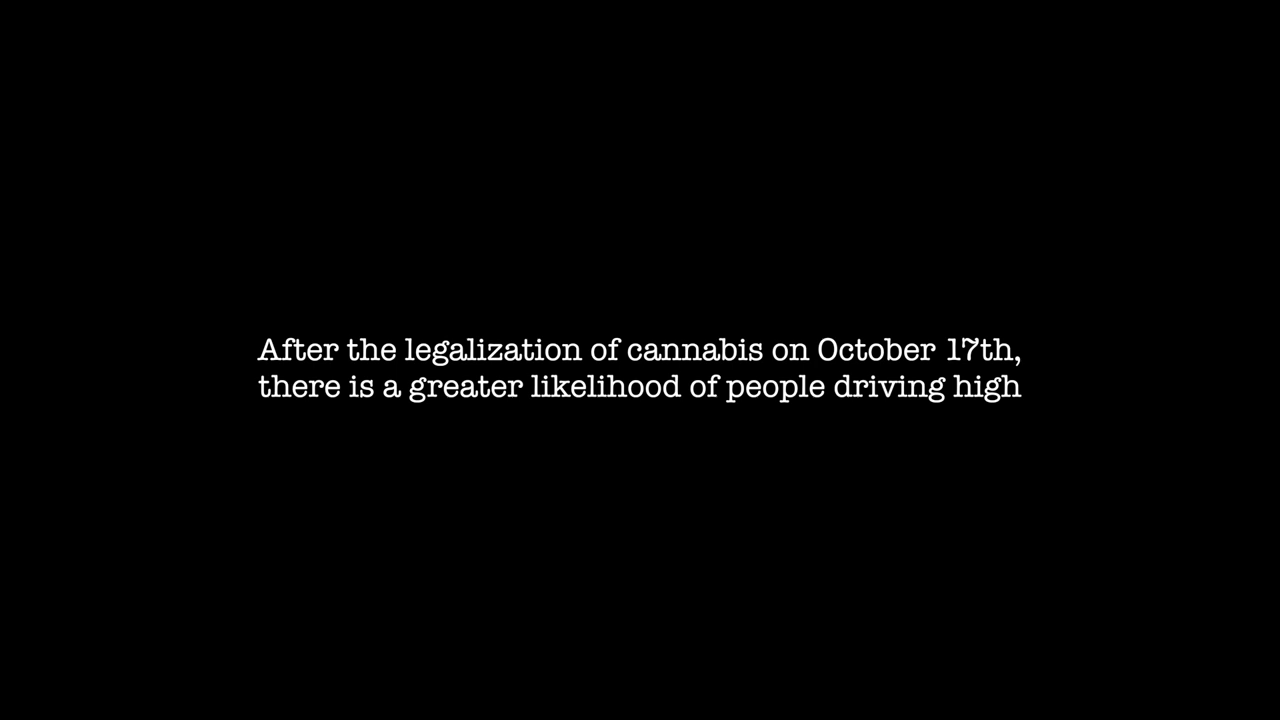 After the legalization of cannabis on October 17th,
there is a greater likelihood of people driving high